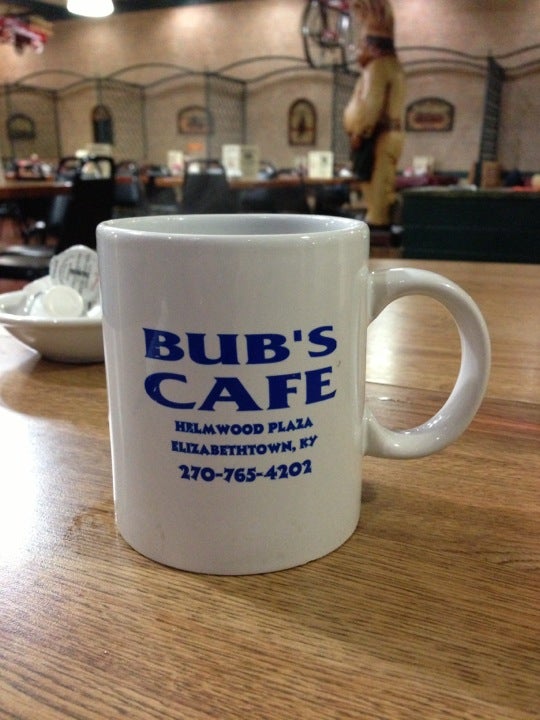 BUB'S
CAFE
HELMWOOD PLAZA
ELIZABETHTOWN, KY
270-765-4202